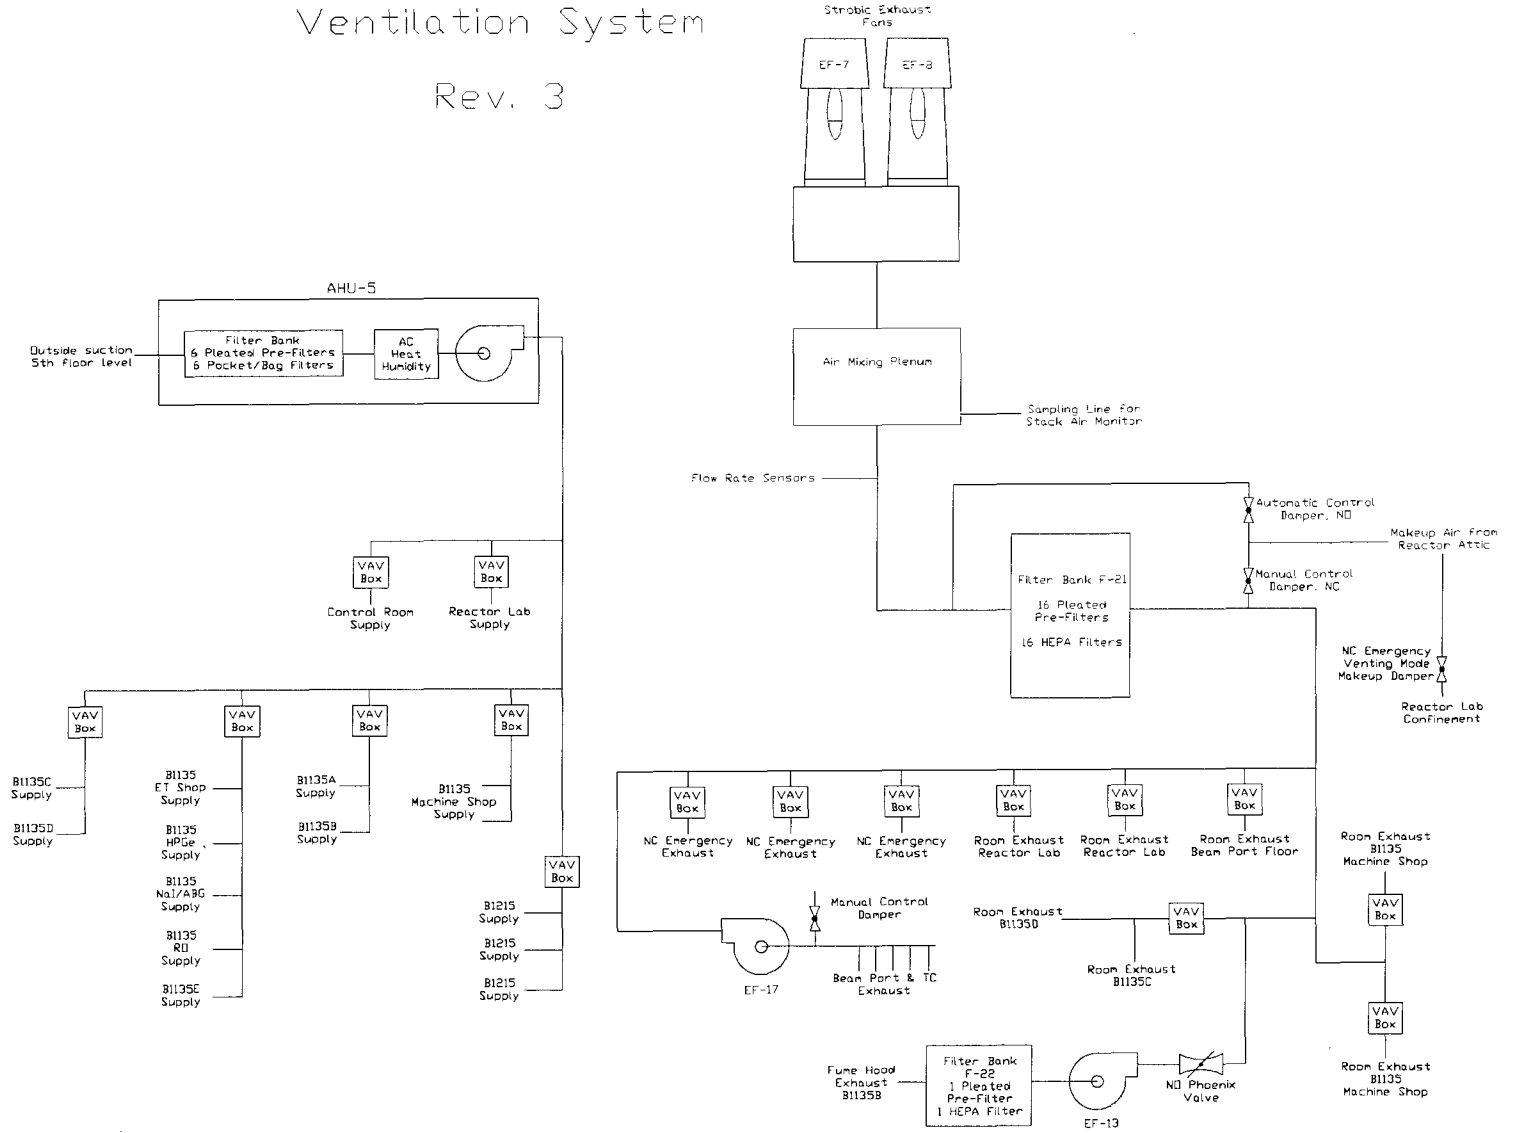 Ventilation System
Rev. 3
Strobic Exhaust
Fans
EF-7
EF-8
AHU-5
Outside suction
5th floor level
Filter Bank
6 Pleated Pre-Filters
6 Pocket/Bag Filters
AC
Heat
Humidity
Air Mixing Plenum
Sampling Line for
Stack Air Monitor
Flow Rate Sensors
Automatic Control
Damper, NO
Makeup Air from
Reactor Attic
Manual Control
Damper, NC
Filter Bank F-21
16 Pleated
Pre-Filters
16 HEPA Filters
NC Emergency
Venting Mode
Makeup Damper
Reactor Lab
Confinement
VAV
Box
Control Room
Supply
VAV
Box
Reactor Lab
Supply
VAV
Box
B1135C
Supply
B1135D
Supply
VAV
Box
B1135
ET Shop
Supply
B1135
HPGe
Supply
B1135
NaI/ABG
Supply
B1135
RO
Supply
B1135E
Supply
VAV
Box
B1135A
Supply
B1135B
Supply
VAV
Box
B1135
Machine Shop
Supply
VAV
Box
B1215
Supply
B1215
Supply
B1215
Supply
VAV
Box
NC Emergency
Exhaust
VAV
Box
NC Emergency
Exhaust
VAV
Box
NC Emergency
Exhaust
VAV
Box
Room Exhaust
Reactor Lab
VAV
Box
Room Exhaust
Reactor Lab
VAV
Box
Room Exhaust
Beam Port Floor
Room Exhaust
B1135
Machine Shop
VAV
Box
Manual Control
Damper
EF-17
Beam Port & TC
Exhaust
Room Exhaust
B1135D
VAV
Box
Room Exhaust
B1135C
VAV
Box
Room Exhaust
B1135
Machine Shop
Fume Hood
Exhaust
B1135B
Filter Bank
F-22
1 Pleated
Pre-Filter
1 HEPA Filter
EF-13
NO Phoenix
Valve